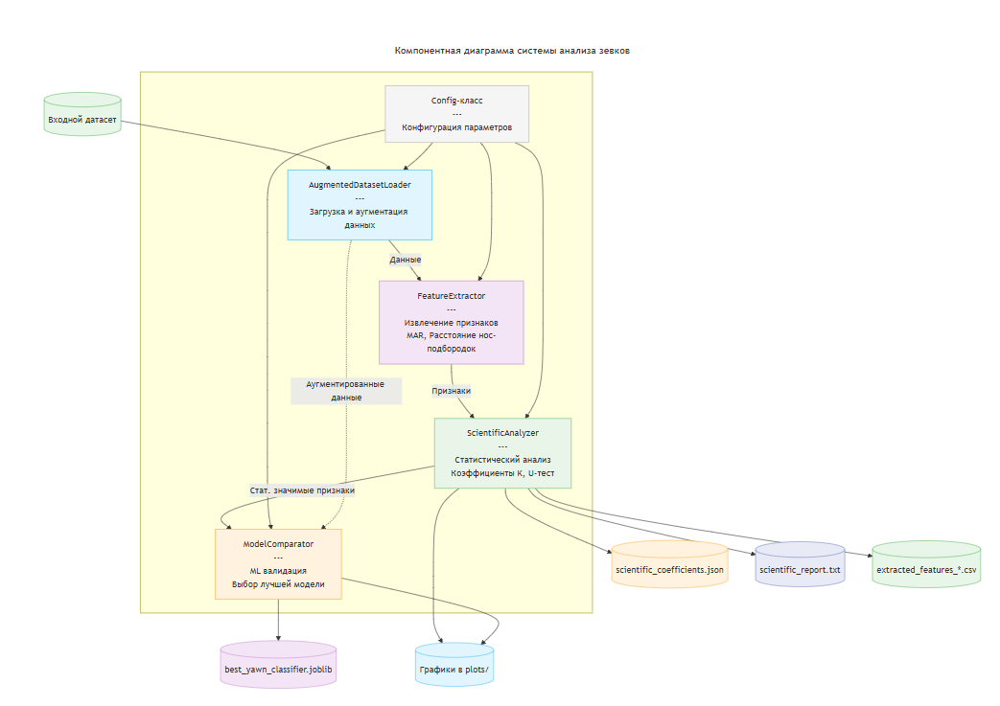 Компонентная диаграмма системы анализа зевков
Config-класс
---
Конфигурация параметров
Входной датасет
AugmentedDatasetLoader
---
Загрузка и аугментация
данных
Данные
FeatureExtractor
---
Извлечение признаков
MAR, Расстояние нос-
подбородок
Аугментированные
данные
Признаки
ScientificAnalyzer
---
Статистический анализ
Коэффициенты K, U-тест
Стат. значимые признаки
ModelComparator
---
ML валидация
Выбор лучшей модели
scientific_coefficients.json
scientific_report.txt
extracted_features_*.csv
best_yawn_classifier.joblib
Графики в plots/